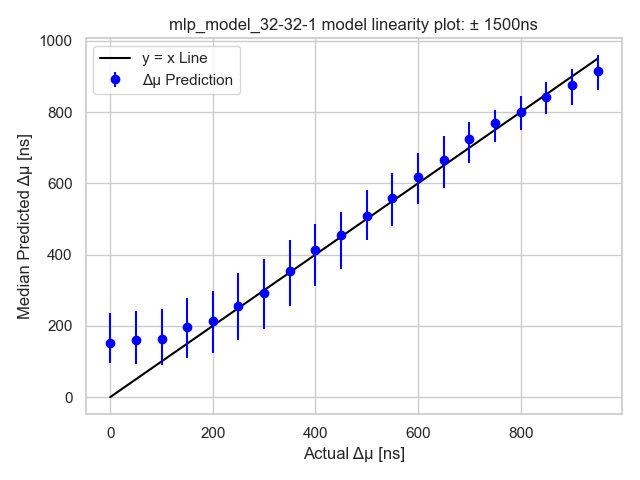 mlp_model_32-32-1 model linearity plot: ± 1500ns
y = x Line
Δμ Prediction
Median Predicted Δμ [ns]
1000
800
600
400
200
0
0 200 400 600 800
Actual Δμ [ns]